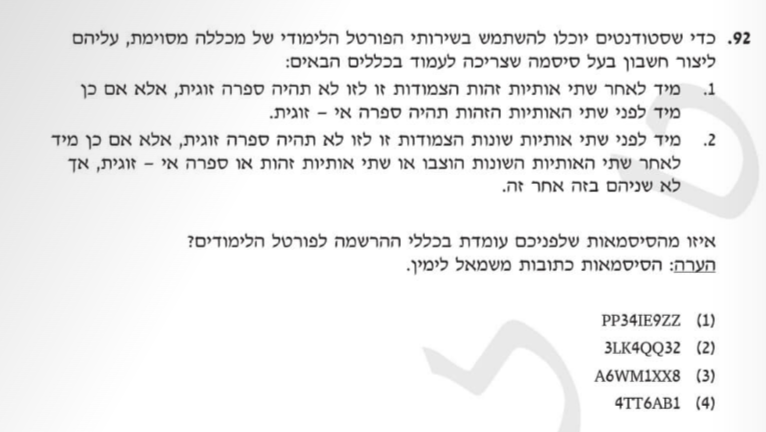 92. כדי שסטודנטים יוכלו להשתמש בשירותי הפורטל הלימודי של מכללה מסוימת, עליהם
ליצור חשבון בעל סיסמה שצריכה לעמוד בכללים הבאים:
1. מיד לאחר שתי אותיות זהות הצמודות זו לזו לא תהיה ספרה זוגית, אלא אם כן
מיד לפני שתי האותיות הזהות תהיה ספרה אי – זוגית.
2. מיד לפני שתי אותיות שונות הצמודות זו לזו לא תהיה ספרה זוגית, אלא אם כן מיד
לאחר שתי האותיות השונות הוצבו או שתי אותיות זהות או ספרה אי – זוגית, אך
לא שניהם בזה אחר זה.
איזו מהסיסמאות שלפניכם עומדת בכללי ההרשמה לפורטל הלימודים?
הערה: הסיסמאות כתובות משמאל לימין.
(1) PP34IE9ZZ
(2) 3LK4QQ32
(3) A6WM1XX8
(4) 4TT6AB1